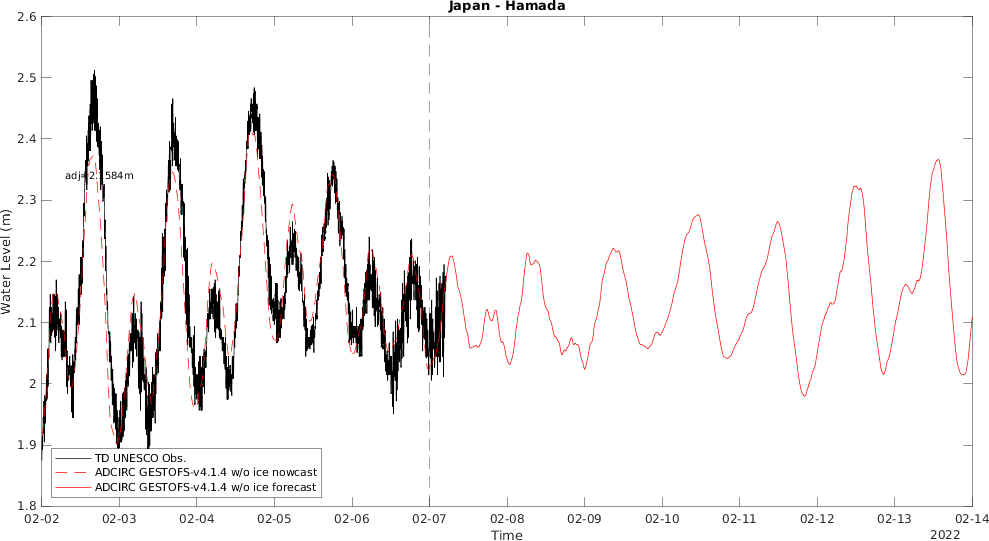 Japan - Hamada
2.6
2.5
2.4
2.3
2.2
2.1
2
1.9
1.8
Water Level (m)
adj=2.1584m
TD UNESCO Obs.
ADCIRC GESTOFS-v4.1.4 w/o ice nowcast
ADCIRC GESTOFS-v4.1.4 w/o ice forecast
02-02 02-03 02-04 02-05 02-06 02-07 02-08 02-09 02-10 02-11 02-12 02-13 02-14
Time
2022